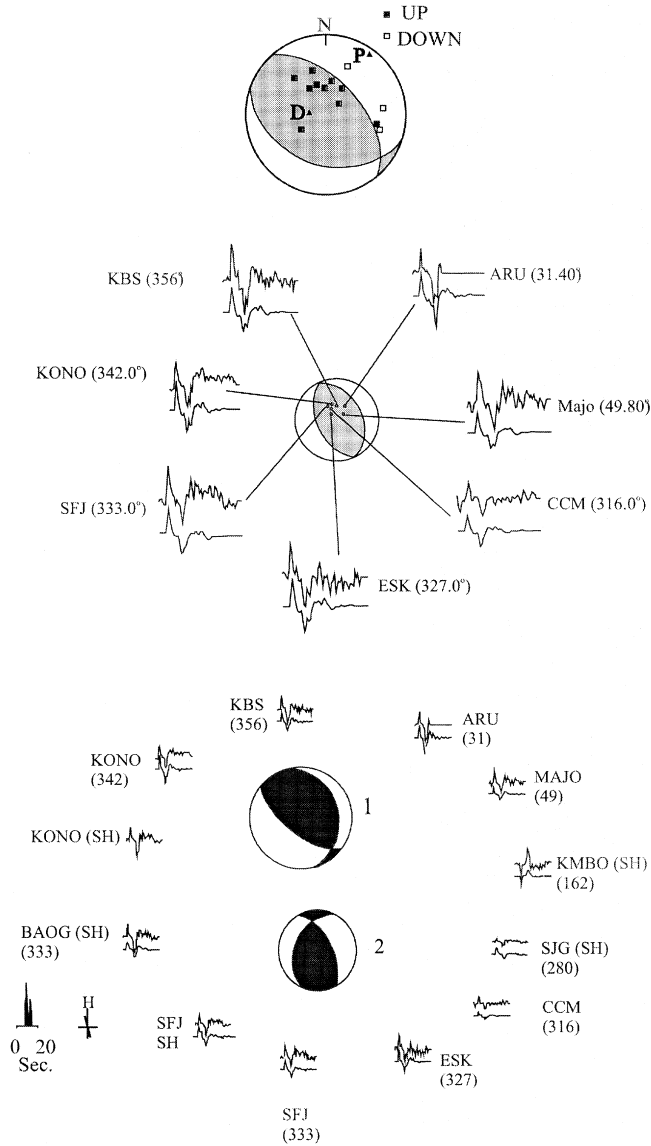 N
UP
DOWN
P
D
KBS (356°)
ARU (31.40°)
KONO (342.0°)
Majo (49.80°)
SFJ (333.0°)
CCM (316.0°)
ESK (327.0°)
KBS
(356)
ARU
(31)
KONO
(342)
MAJO
(49)
1
KONO (SH)
KMBO (SH)
(162)
BAOG (SH)
(333)
2
SJG (SH)
(280)
CCM
(316)
H
0 20
Sec.
SFJ
SH
ESK
(327)
SFJ
(333)